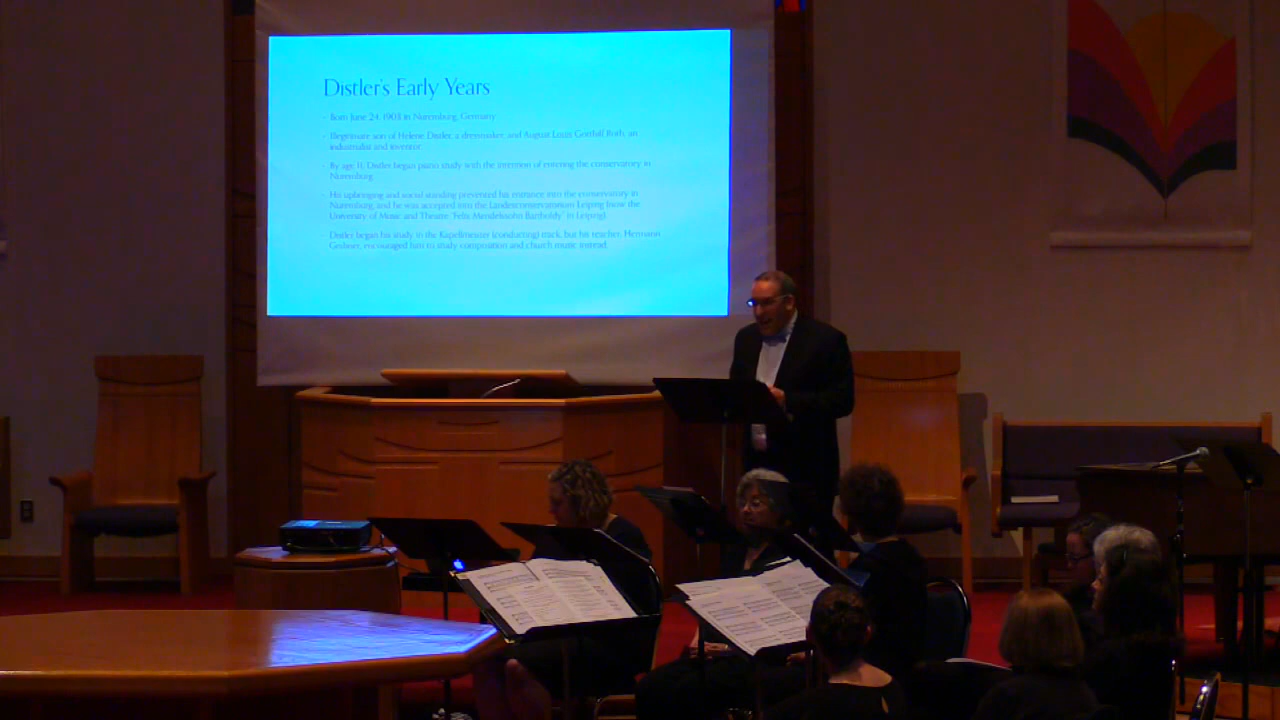 Distler's Early Years
- Born June 24, 1908 in Nuremburg, Germany
- Illegitimate son of Helene Distler, a dressmaker, and August Louis Gotthilf Roth, an
industrialist and inventor
- By age 11, Distler began piano study with the intention of entering the conservatory in
Nuremburg.
- His upbringing and social standing prevented his entrance into the conservatory in
Nuremburg, and he was accepted into the Landesconservatorium Leipzig (now the
University of Music and Theatre "Felix Mendelssohn Bartholdy" in Leipzig).
- Distler began his study in the Kapellmeister (conducting) track, but his teacher, Hermann
Grabner, encouraged him to study composition and church music instead.